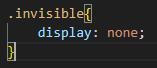 .invisible{
    display: none;
}